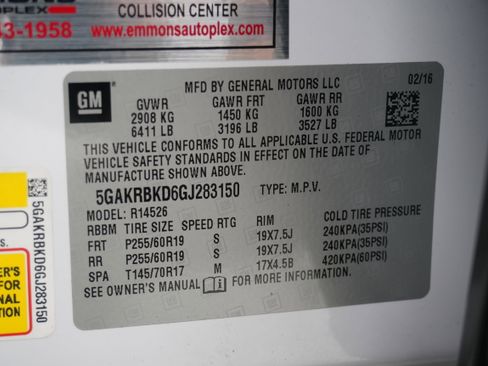 COLLISION CENTER
43-1958 www.emmonsautoplex.com
GM
MFD BY GENERAL MOTORS LLC 02/16
GVWR GAWR FRT GAWR RR
2908 KG 1450 KG 1600 KG
6411 LB 3196 LB 3527 LB
THIS VEHICLE CONFORMS TO ALL APPLICABLE U.S. FEDERAL MOTOR
VEHICLE SAFETY STANDARDS IN EFFECT ON THE DATE OF
MANUFACTURE SHOWN ABOVE.
5GAKRBKD6GJ283150 TYPE: M.P.V.
MODEL: R14526
RBBM TIRE SIZE SPEED RTG RIM COLD TIRE PRESSURE
FRT P255/60R19 S 19X7.5J 240KPA(35PSI)
RR P255/60R19 S 19X7.5J 240KPA(35PSI)
SPA T145/70R17 M 17X4.5B 420KPA(60PSI)
SEE OWNER'S MANUAL FOR MORE INFORMATION.
5GAKRBKD6GJ283150